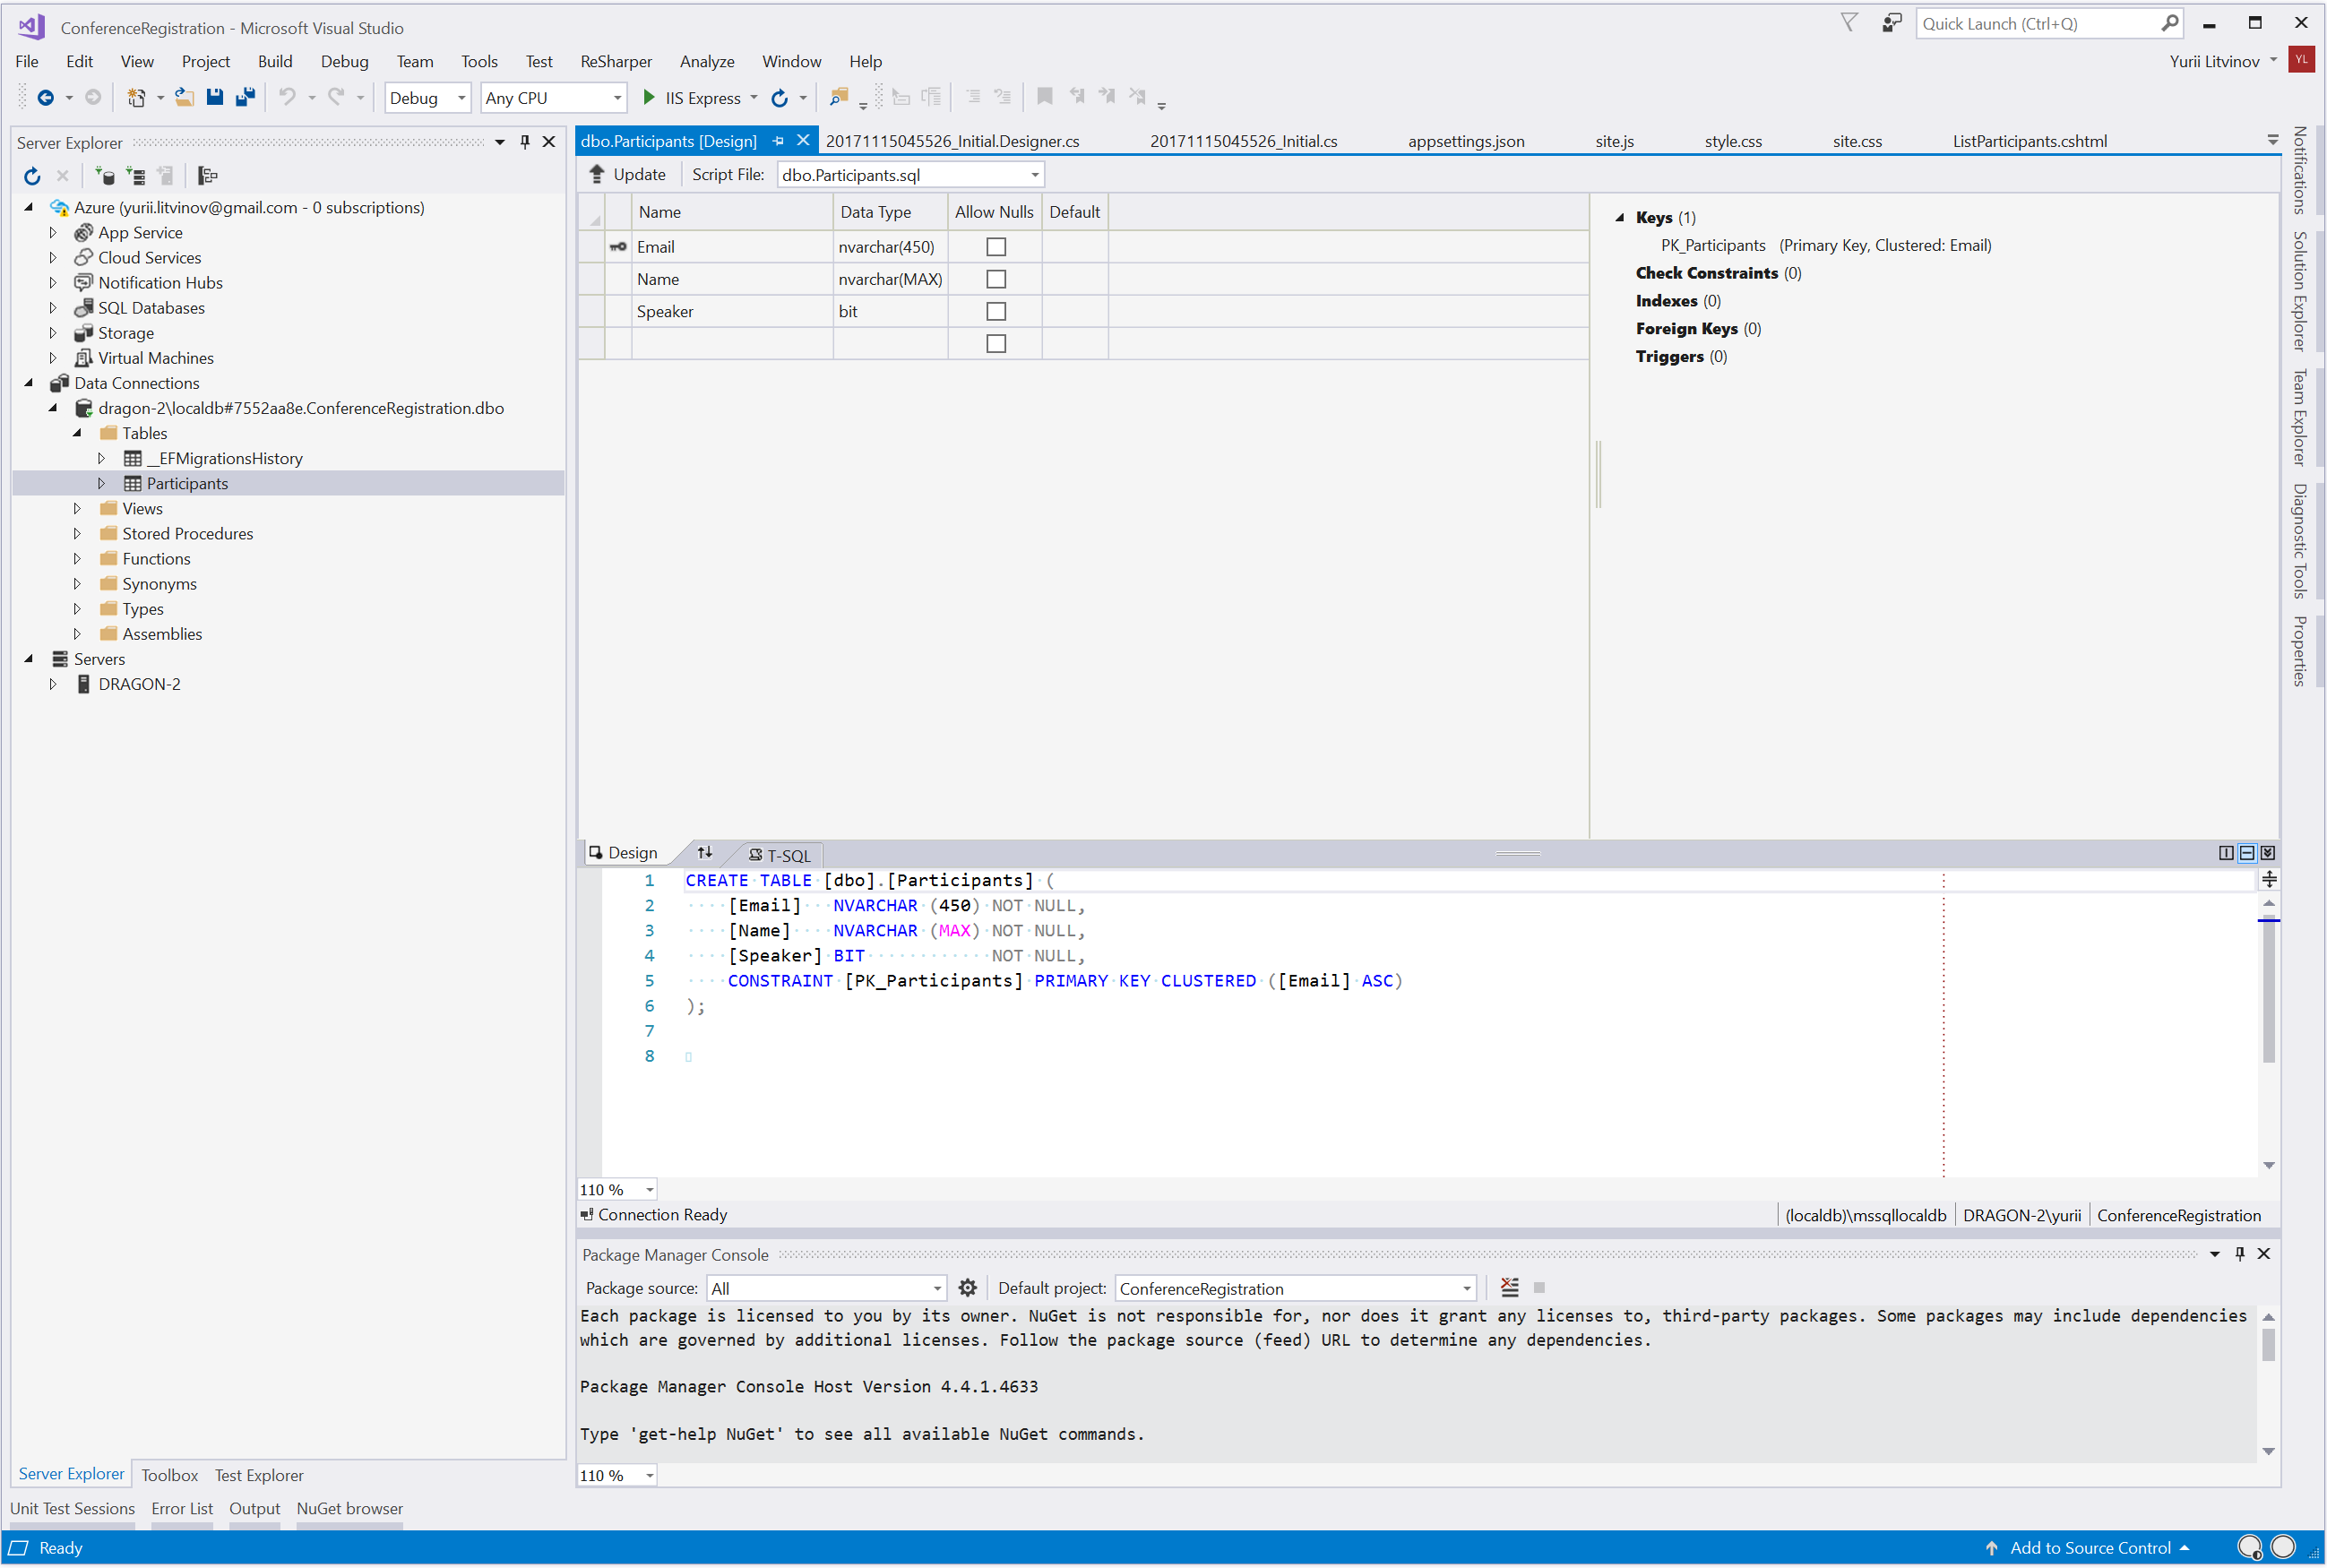 ConferenceRegistration - Microsoft Visual Studio
Quick Launch (Ctrl+Q)
File Edit View Project Build Debug Team Tools Test ReSharper Analyze Window Help
Yurii Litvinov YL
Debug Any CPU IIS Express
Server Explorer
Azure (yurii.litvinov@gmail.com - 0 subscriptions)
App Service
Cloud Services
Notification Hubs
SQL Databases
Storage
Virtual Machines
Data Connections
dragon-2\localdb#7552aa8e.ConferenceRegistration.dbo
Tables
__EFMigrationsHistory
Participants
Views
Stored Procedures
Functions
Synonyms
Types
Assemblies
Servers
DRAGON-2
Server Explorer Toolbox Test Explorer
dbo.Participants [Design] 20171115045526_Initial.Designer.cs 20171115045526_Initial.cs appsettings.json site.js style.css site.css ListParticipants.cshtml
Update Script File: dbo.Participants.sql
Name Data Type Allow Nulls Default
Email nvarchar(450)
Name nvarchar(MAX)
Speaker bit
Keys (1)
PK_Participants (Primary Key, Clustered: Email)
Check Constraints (0)
Indexes (0)
Foreign Keys (0)
Triggers (0)
Design T-SQL
1 CREATE TABLE [dbo].[Participants] (
2 [Email] NVARCHAR (450) NOT NULL,
3 [Name] NVARCHAR (MAX) NOT NULL,
4 [Speaker] BIT NOT NULL,
5 CONSTRAINT [PK_Participants] PRIMARY KEY CLUSTERED ([Email] ASC)
6 );
7
8
110 %
Connection Ready
(localdb)\mssqllocaldb DRAGON-2\yurii ConferenceRegistration
Package Manager Console
Package source: All Default project: ConferenceRegistration
Each package is licensed to you by its owner. NuGet is not responsible for, nor does it grant any licenses to, third-party packages. Some packages may include dependencies
which are governed by additional licenses. Follow the package source (feed) URL to determine any dependencies.
Package Manager Console Host Version 4.4.1.4633
Type 'get-help NuGet' to see all available NuGet commands.
110 %
Notifications
Solution Explorer
Team Explorer
Diagnostic Tools
Properties
Unit Test Sessions Error List Output NuGet browser
Ready
Add to Source Control